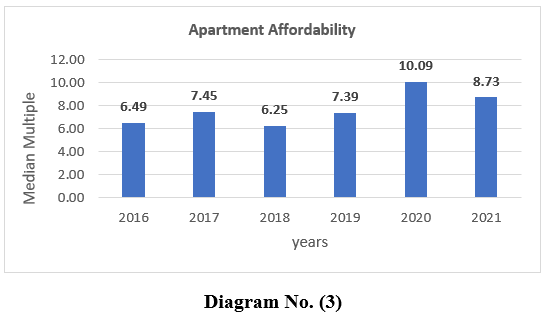 Apartment Affordability
12.00
10.00
8.00
6.00
4.00
2.00
0.00
Median Multiple
6.49
7.45
6.25
7.39
10.09
8.73
2016 2017 2018 2019 2020 2021
years
Diagram No. (3)